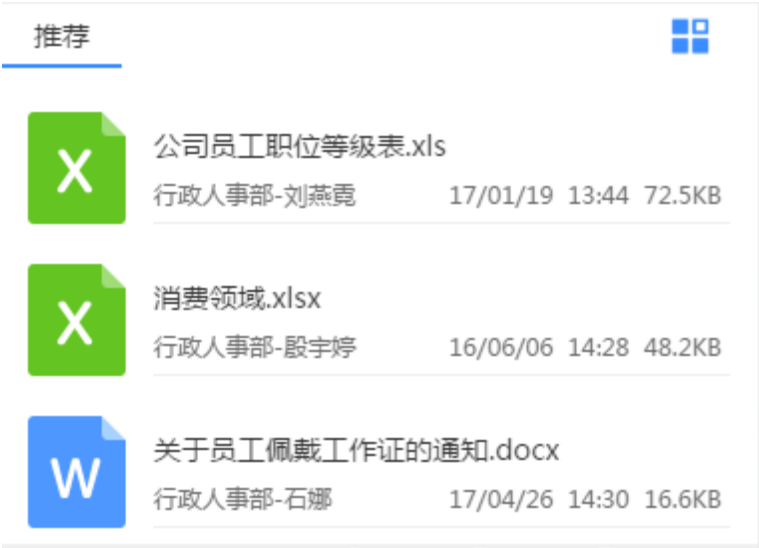 推荐
X
公司员工职位等级表.xls
行政人事部-刘燕霓 17/01/19 13:44 72.5KB
X
消费领域.xlsx
行政人事部-殷宇婷 16/06/06 14:28 48.2KB
W
关于员工佩戴工作证的通知.docx
行政人事部-石娜 17/04/26 14:30 16.6KB